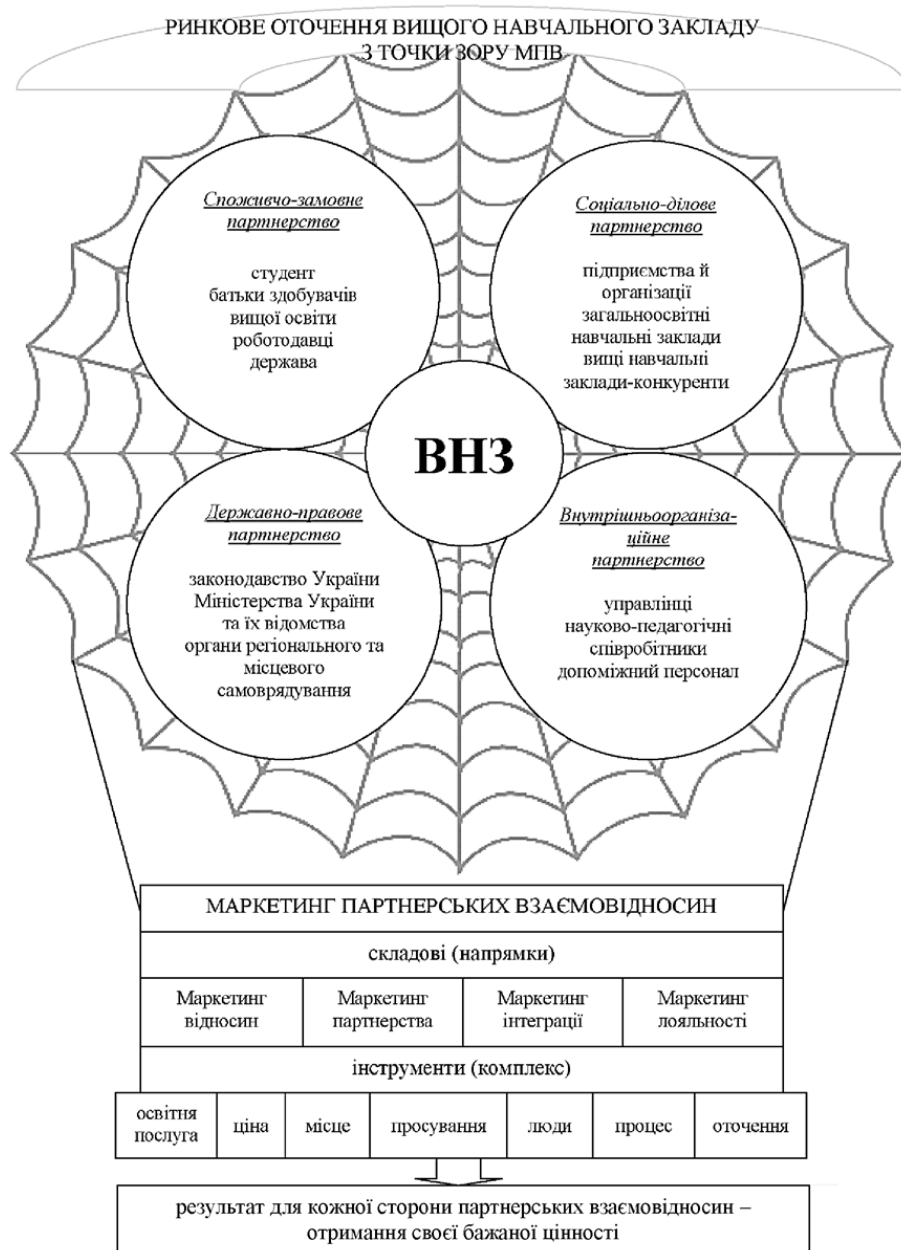 РИНКОВЕ ОТОЧЕННЯ ВИЩОГО НАВЧАЛЬНОГО ЗАКЛАДУ
З ТОЧКИ ЗОРУ МПВ
Споживчо-замовне
партнерство
студент
батьки здобувачів
вищої освіти
роботодавці
держава
Соціально-ділове
партнерство
підприємства й
організації
загальноосвітні
навчальні заклади
вищі навчальні
заклади-конкуренти
ВНЗ
Державно-правове
партнерство
законодавство України
Міністерства України
та їх відомства
органи регіонального та
місцевого
самоврядування
Внутрішньоорганіза-
ційне
партнерство
управлінці
науково-педагогічні
співробітники
допоміжний персонал
МАРКЕТИНГ ПАРТНЕРСЬКИХ ВЗАЄМОВІДНОСИН
складові (напрямки)
Маркетинг
відносин
Маркетинг
партнерства
Маркетинг
інтеграції
Маркетинг
лояльності
інструменти (комплекс)
освітня
послуга
ціна
місце
просування
люди
процес
оточення
результат для кожної сторони партнерських взаємовідносин –
отримання своєї бажаної цінності